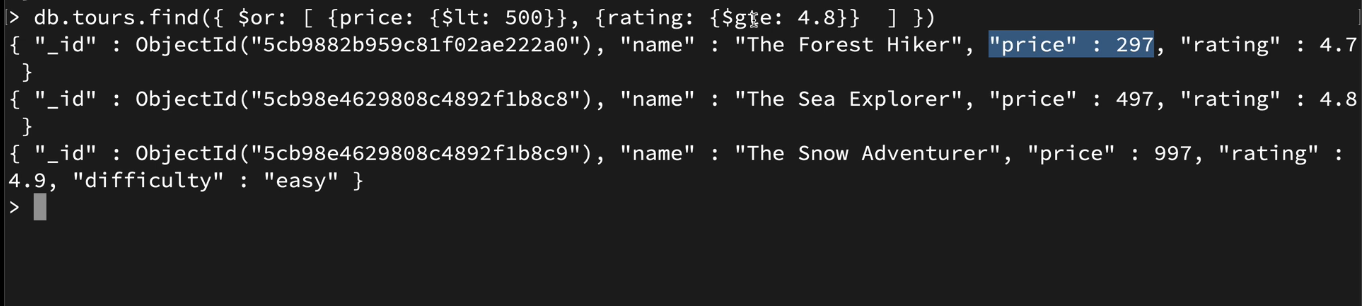 > db.tours.find({ $or: [ {price: {$lt: 500}}, {rating: {$gte: 4.8}}  ] })
{ "_id" : ObjectId("5cb9882b959c81f02ae222a0"), "name" : "The Forest Hiker", "price" : 297, "rating" : 4.7
 }
{ "_id" : ObjectId("5cb98e4629808c4892f1b8c8"), "name" : "The Sea Explorer", "price" : 497, "rating" : 4.8
 }
{ "_id" : ObjectId("5cb98e4629808c4892f1b8c9"), "name" : "The Snow Adventurer", "price" : 997, "rating" :
4.9, "difficulty" : "easy" }
>